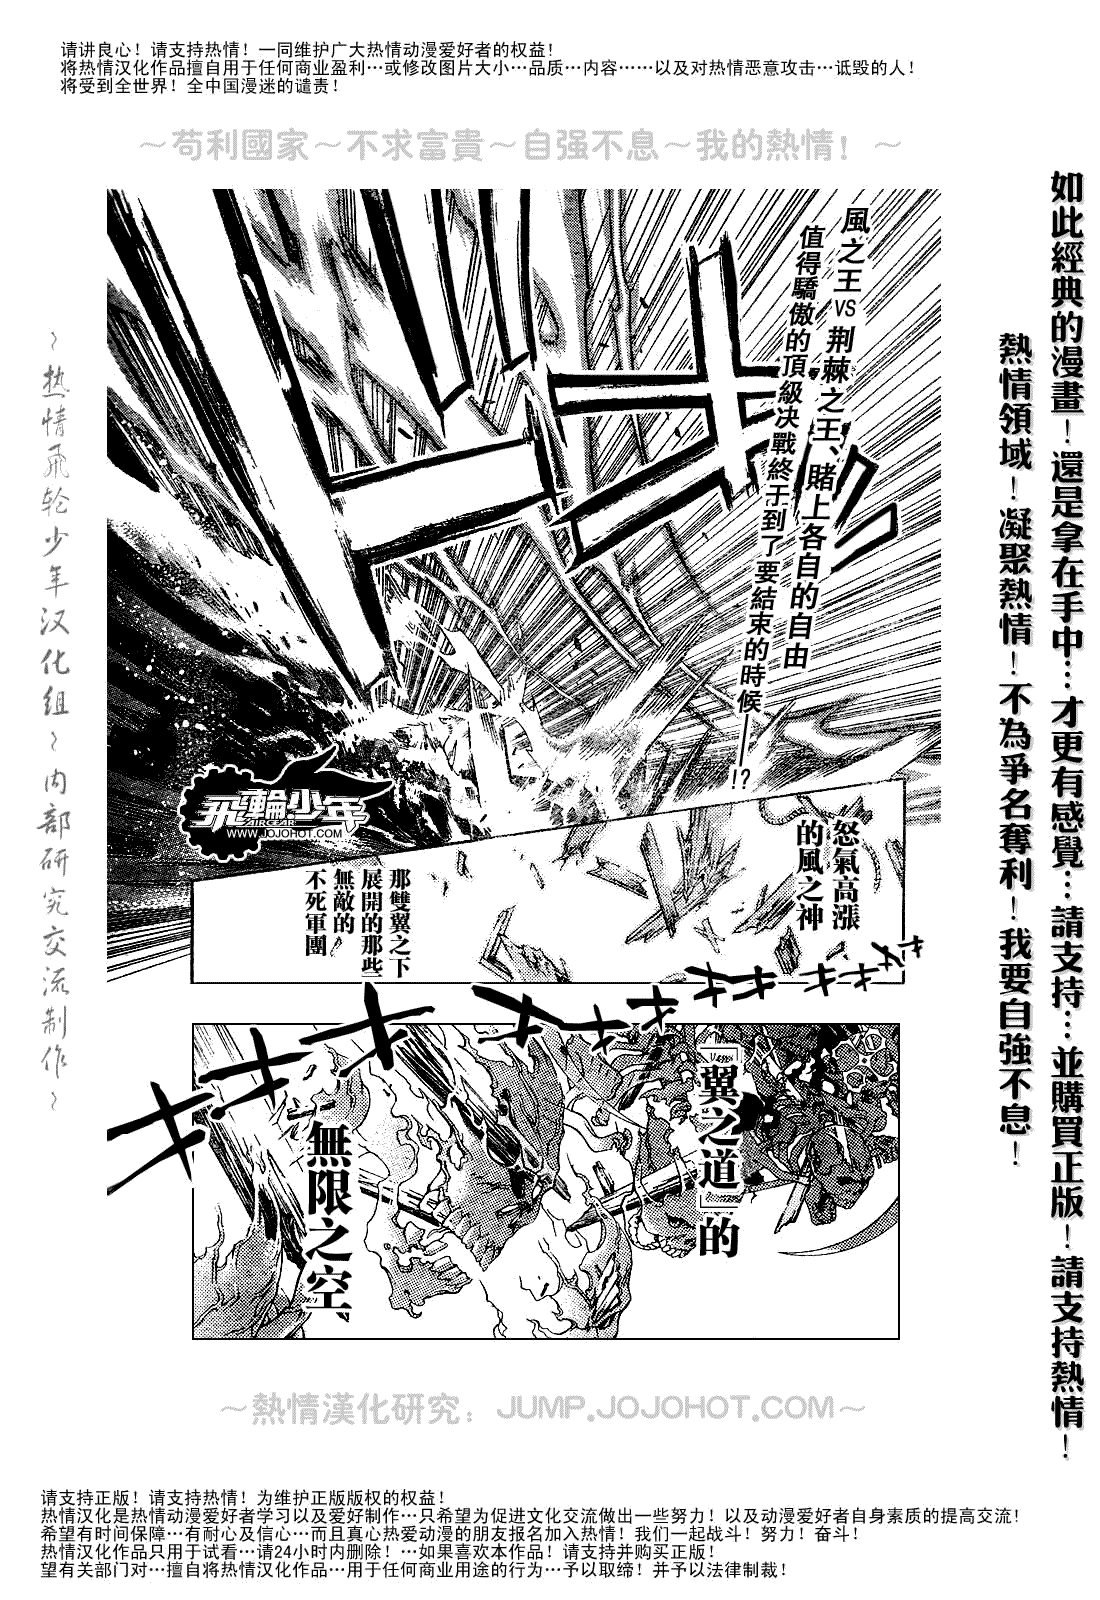 请讲良心！请支持热情！一同维护广大热情动漫爱好者的权益！
将热情汉化作品擅自用于任何商业盈利…或修改图片大小…品质…内容……以及对热情恶意攻击…诋毁的人！
将受到全世界！全中国漫迷的谴责！
～苟利國家～不求富貴～自强不息～我的熱情！～
如此經典的漫畫！還是拿在手中…才更有感覺…請支持…並購買正版！請支持熱情！
熱情領域！凝聚熱情！不為爭名奪利！我要自強不息！
風之王VS荆棘之王、賭上各自的自由
值得驕傲的頂級决戰終于到了要結束的時候——!?
怒氣高漲
的風之神
那雙翼之下
展開的那些
無敵的
不死軍團
飛輪少年
AIRGEAR
WWW.JOJOHOT.COM
「翼之道」的
無限之空、
～热情飛轮少年汉化组～内部研究交流制作～
～熱情漢化研究：JUMP.JOJOHOT.COM～
请支持正版！请支持热情！为维护正版版权的权益！
热情汉化是热情动漫爱好者学习以及爱好制作…只希望为促进文化交流做出一些努力！以及动漫爱好者自身素质的提高交流！
希望有时间保障…有耐心及信心…而且真心热爱动漫的朋友报名加入热情！我们一起战斗！努力！奋斗！
热情汉化作品只用于试看…请24小时内删除！…如果喜欢本作品！请支持并购买正版！
望有关部门对…擅自将热情汉化作品…用于任何商业用途的行为…予以取缔！并予以法律制裁！